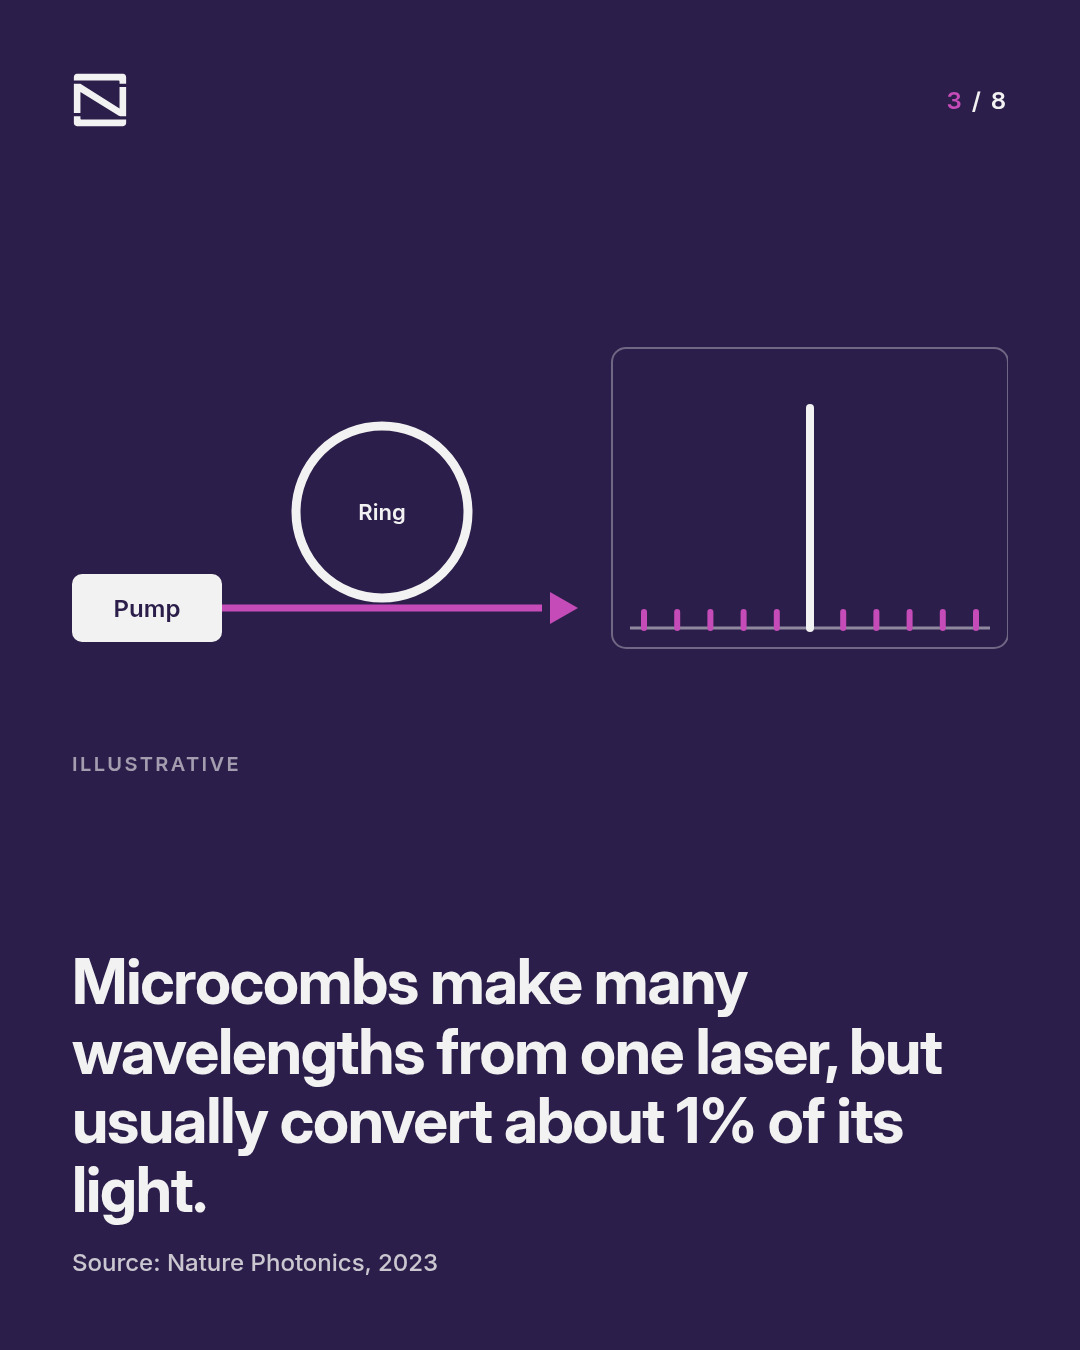 3 / 8
Ring
Pump
ILLUSTRATIVE
Microcombs make many
wavelengths from one laser, but
usually convert about 1% of its
light.
Source: Nature Photonics, 2023